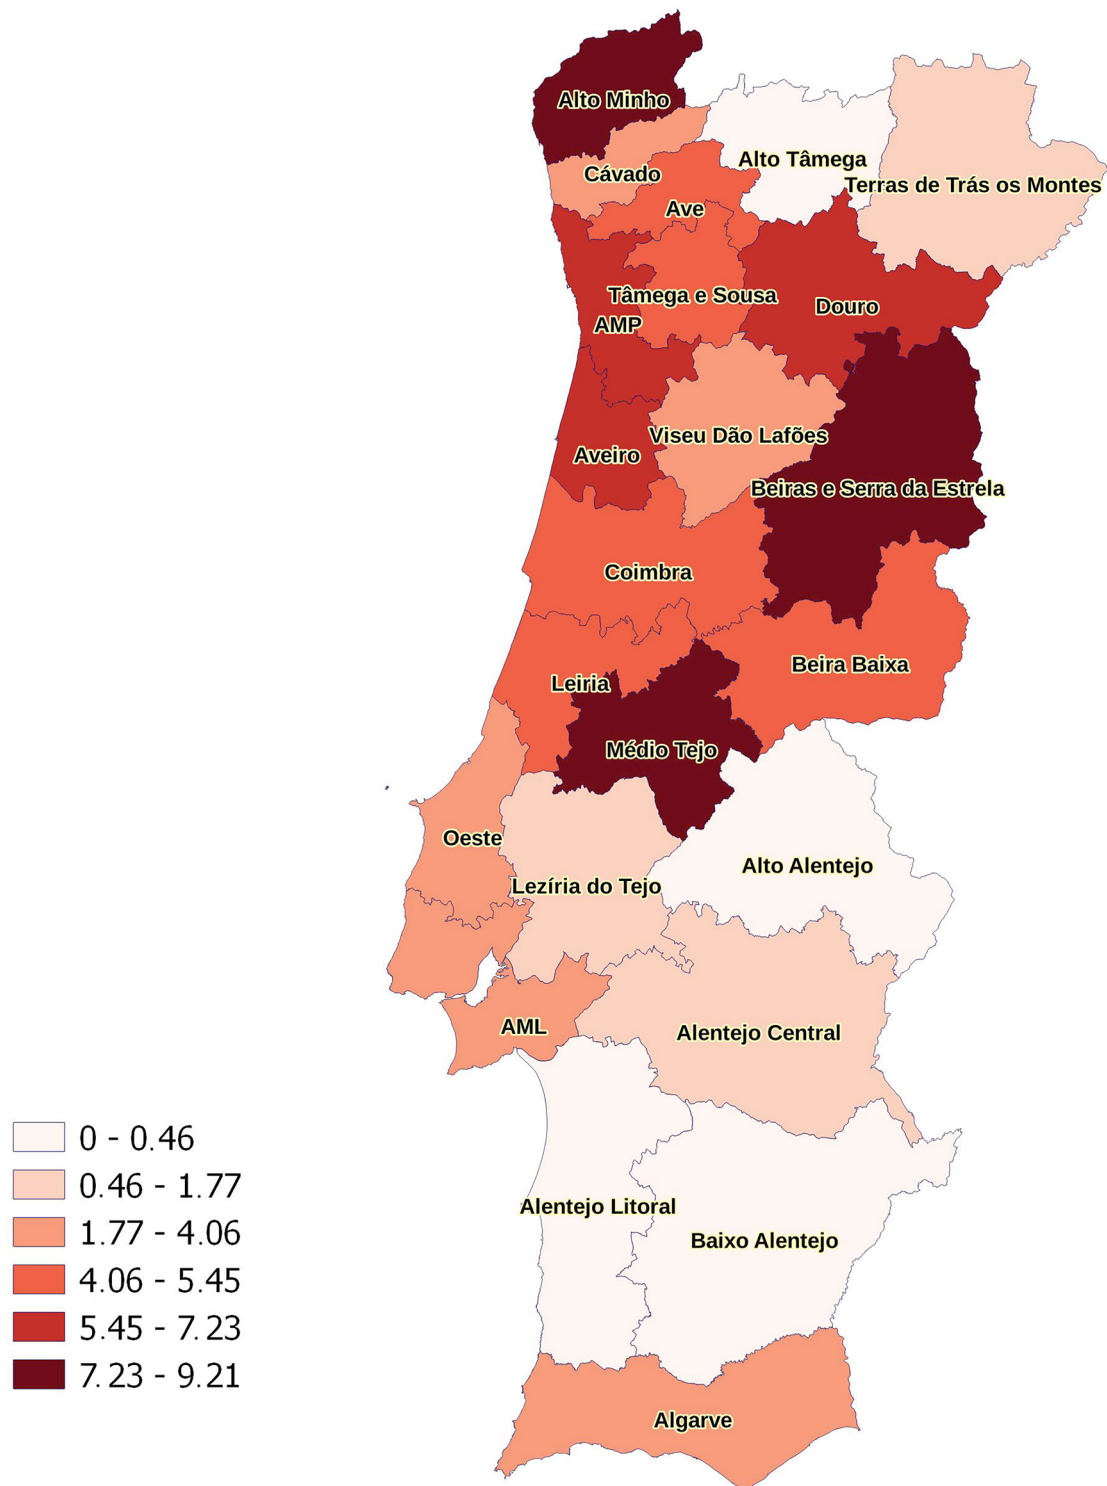 Alto Minho
Cávado
Alto Tâmega
Terras de Trás os Montes
Ave
Tâmega e Sousa
Douro
AMP
Viseu Dão Lafões
Aveiro
Beiras e Serra da Estrela
Coimbra
Beira Baixa
Leiria
Médio Tejo
Oeste
Alto Alentejo
Lezíria do Tejo
AML
Alentejo Central
Alentejo Litoral
Baixo Alentejo
Algarve
0 - 0.46
0.46 - 1.77
1.77 - 4.06
4.06 - 5.45
5.45 - 7.23
7.23 - 9.21